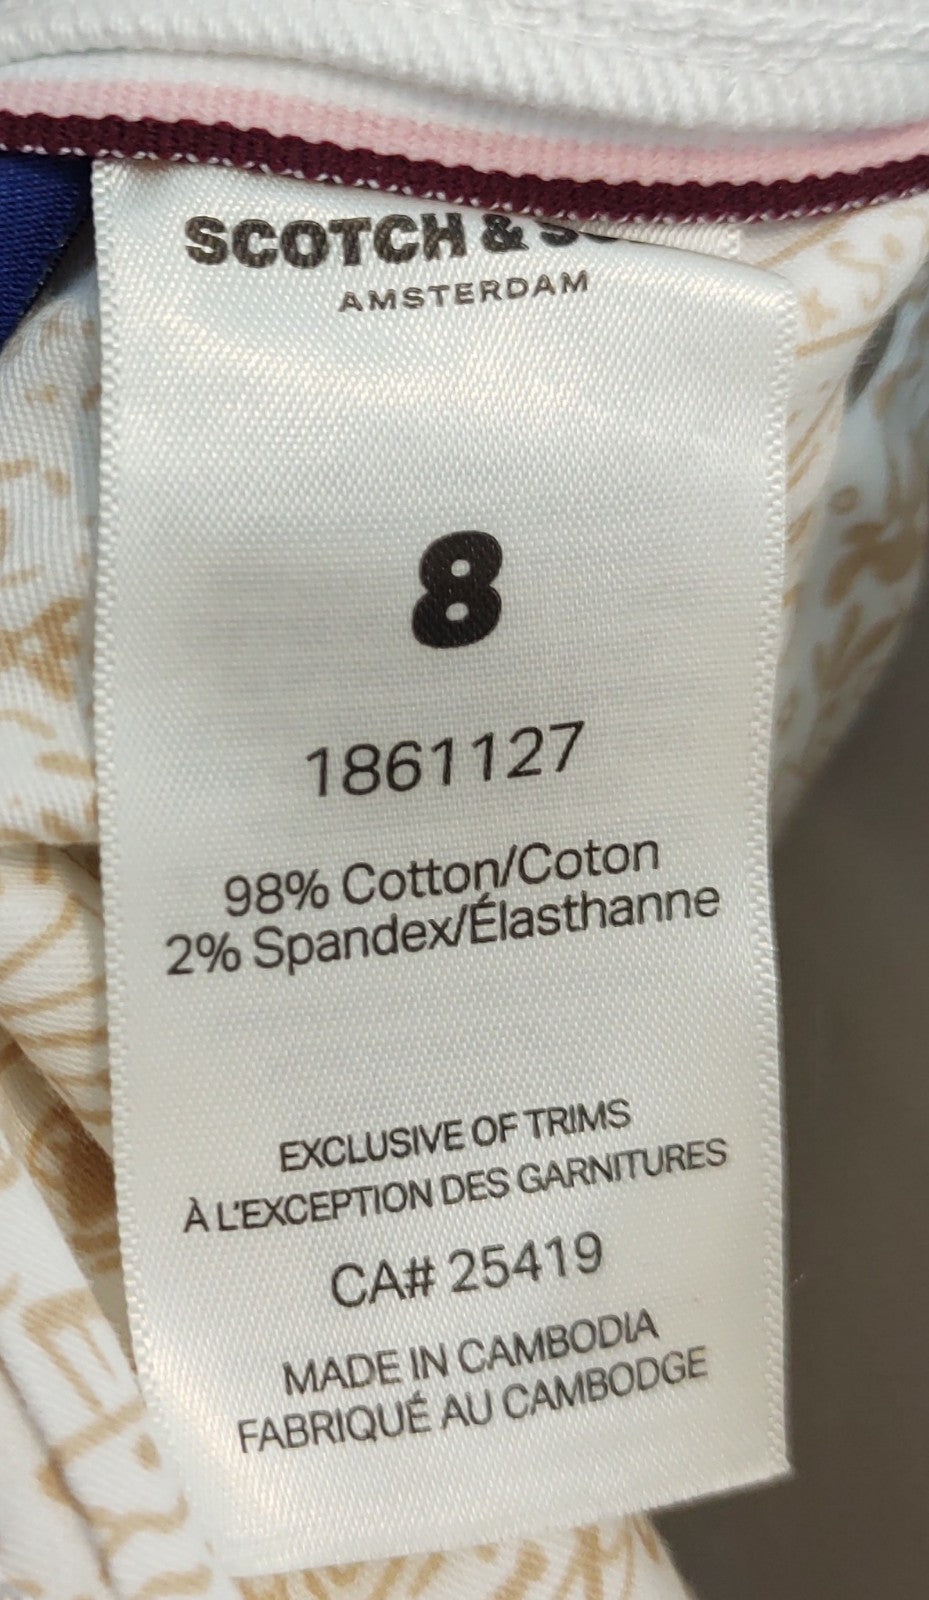 SCOTCH &
AMSTERDAM
8
1861127
98% Cotton/Coton
2% Spandex/Élasthanne
EXCLUSIVE OF TRIMS
À L'EXCEPTION DES GARNITURES
CA# 25419
MADE IN CAMBODIA
FABRIQUÉ AU CAMBODGE